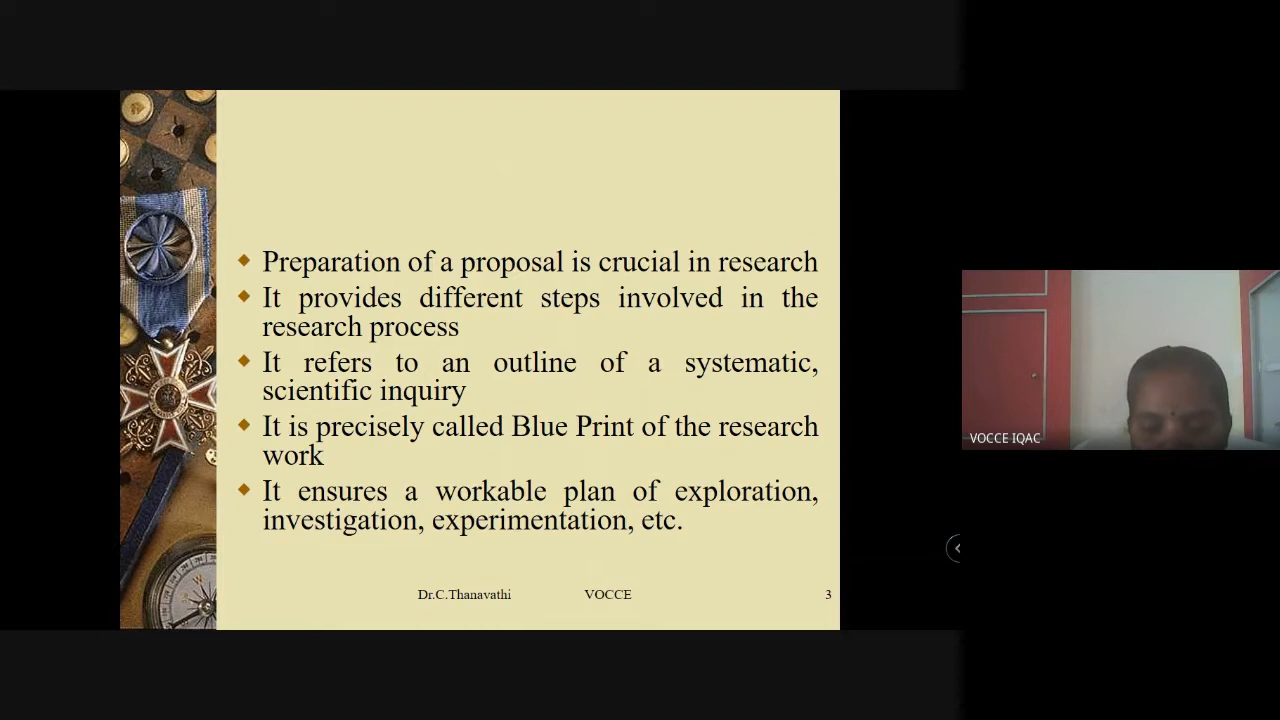 Preparation of a proposal is crucial in research
It provides different steps involved in the
research process
It refers to an outline of a systematic,
scientific inquiry
It is precisely called Blue Print of the research
work
It ensures a workable plan of exploration,
investigation, experimentation, etc.
Dr.C.Thanavathi VOCCE 3
VOCCE IQAC